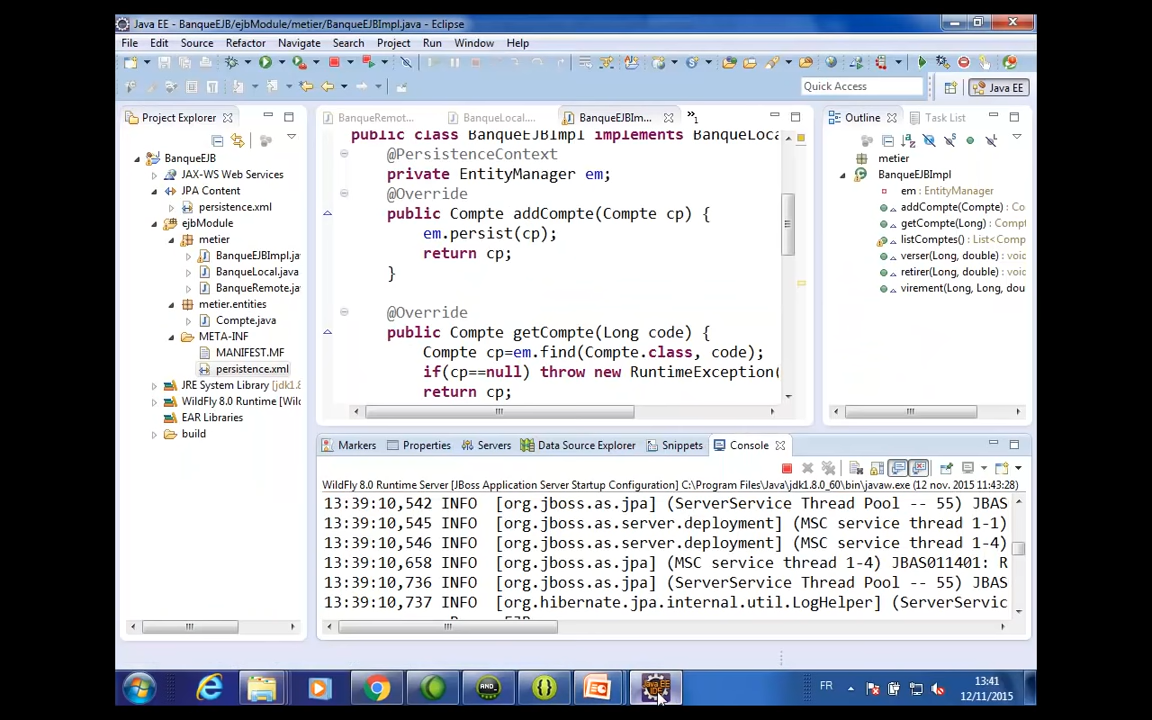 Java EE - BanqueEJB/ejbModule/metier/BanqueEJBImpl.java - Eclipse
File Edit Source Refactor Navigate Search Project Run Window Help
Quick Access
Java EE
Project Explorer
BanqueEJB
JAX-WS Web Services
JPA Content
persistence.xml
ejbModule
metier
BanqueEJBImpl.ja
BanqueLocal.java
BanqueRemote.ja
metier.entities
Compte.java
META-INF
MANIFEST.MF
persistence.xml
JRE System Library [jdk1.8
WildFly 8.0 Runtime [Wild
EAR Libraries
build
BanqueRemot... BanqueLocal.... BanqueEJBIm... »1
public class BanqueEJBImpl implements BanqueLoca
@PersistenceContext
private EntityManager em;
@Override
public Compte addCompte(Compte cp) {
em.persist(cp);
return cp;
}
@Override
public Compte getCompte(Long code) {
Compte cp=em.find(Compte.class, code);
if(cp==null) throw new RuntimeException(
return cp;
Outline Task List
metier
BanqueEJBImpl
em : EntityManager
addCompte(Compte) : Co
getCompte(Long) : Compt
listComptes() : List<Comp
verser(Long, double) : voic
retirer(Long, double) : voic
virement(Long, Long, dou
Markers Properties Servers Data Source Explorer Snippets Console
WildFly 8.0 Runtime Server [JBoss Application Server Startup Configuration] C:\Program Files\Java\jdk1.8.0_60\bin\javaw.exe (12 nov. 2015 11:43:28)
13:39:10,542 INFO [org.jboss.as.jpa] (ServerService Thread Pool -- 55) JBAS
13:39:10,545 INFO [org.jboss.as.server.deployment] (MSC service thread 1-1)
13:39:10,546 INFO [org.jboss.as.server.deployment] (MSC service thread 1-4)
13:39:10,658 INFO [org.jboss.as.jpa] (MSC service thread 1-4) JBAS011401: R
13:39:10,736 INFO [org.jboss.as.jpa] (ServerService Thread Pool -- 55) JBAS
13:39:10,737 INFO [org.hibernate.jpa.internal.util.LogHelper] (ServerServic
FR
13:41
12/11/2015